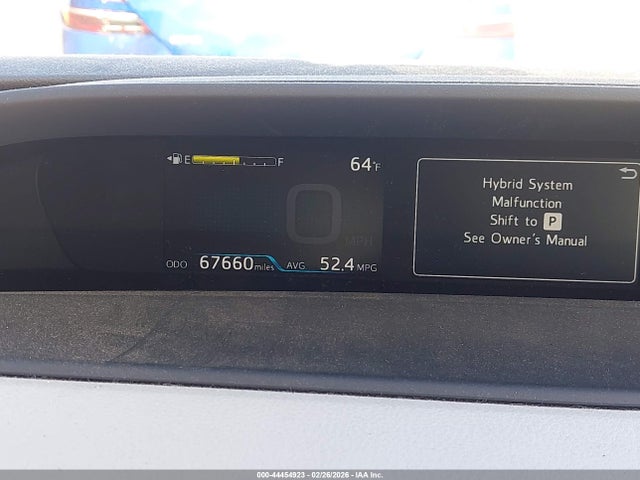 E F
64°F
0
MPH
ODO 67660 miles AVG 52.4 MPG
Hybrid System
Malfunction
Shift to P
See Owner's Manual
000-44454923 | 02/26/2026 - IAA Inc.